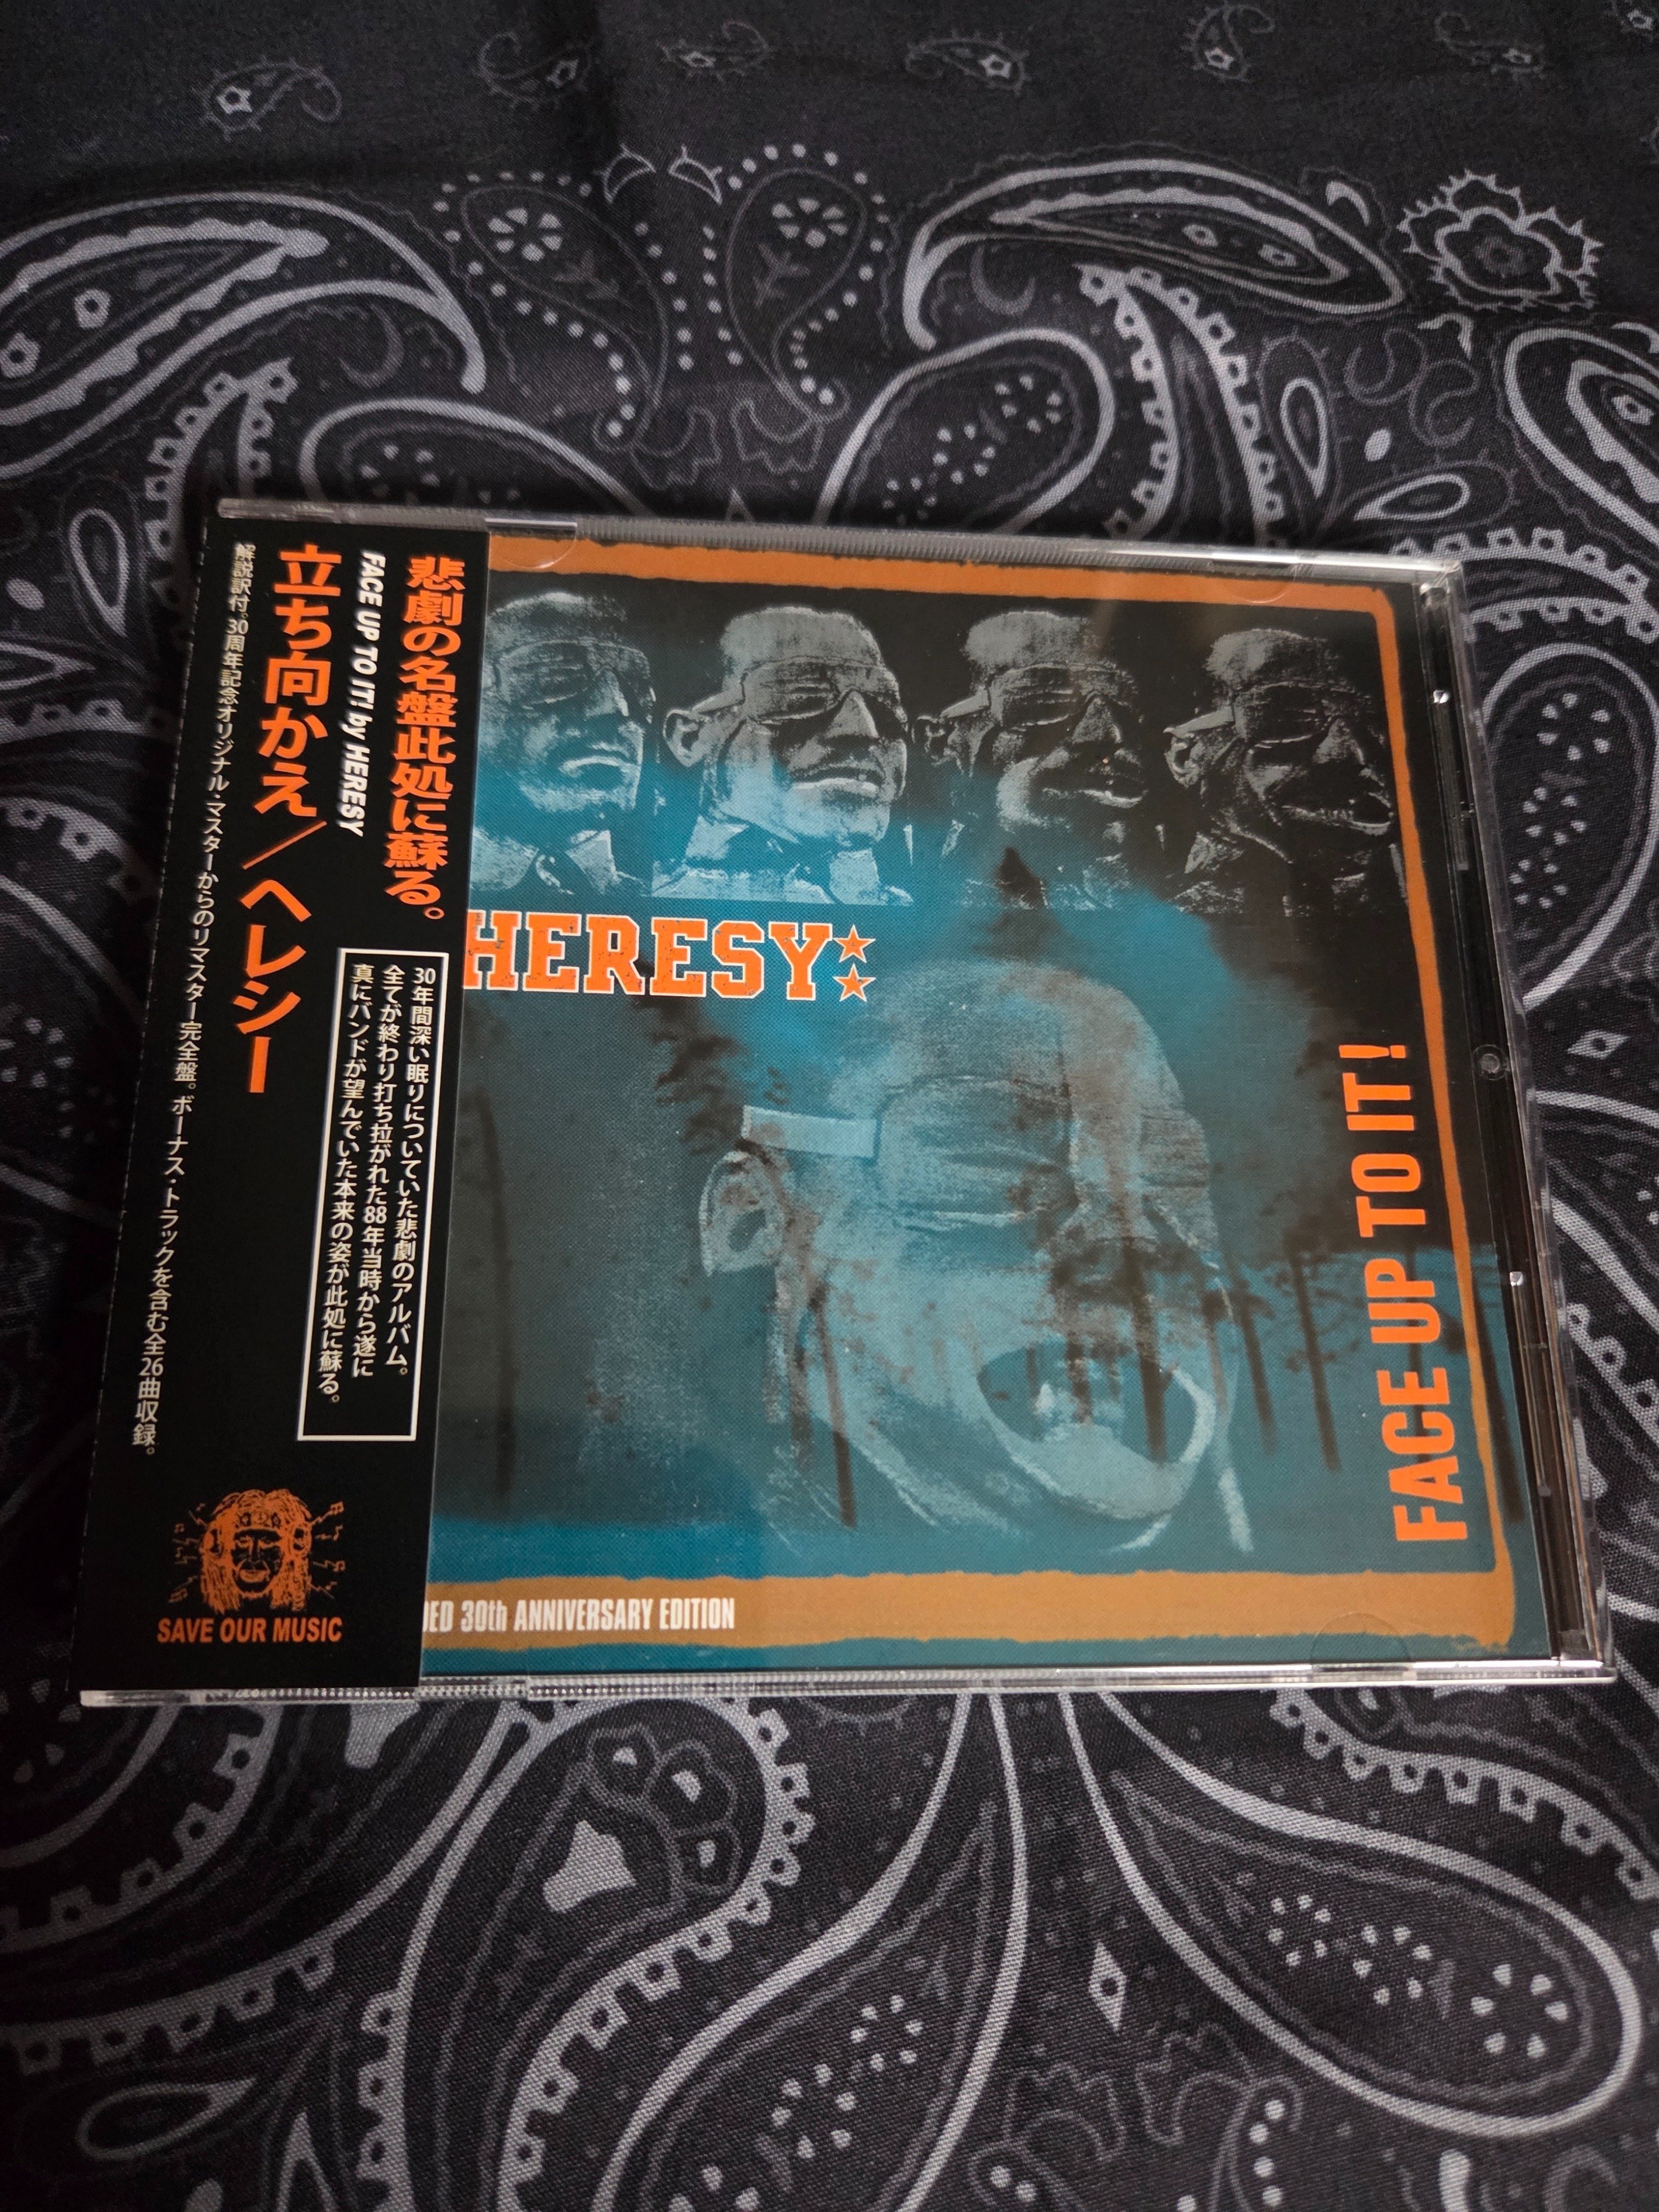 悲劇の名盤此処に蘇る。
FACE UP TO IT! by HERESY
立ち向かえ/ヘレシー
解説訳付。30周年記念オリジナル・マスターからのリマスター完全盤。ボーナス・トラックを含む全26曲収録。
30年間深い眠りについていた悲劇のアルバム。
全てが終わり打ち拉がれた88年当時から遂に
真にバンドが望んでいた本来の姿が此処に蘇る。
SAVE OUR MUSIC
HERESY
FACE UP TO IT!
DED 30th ANNIVERSARY EDITION